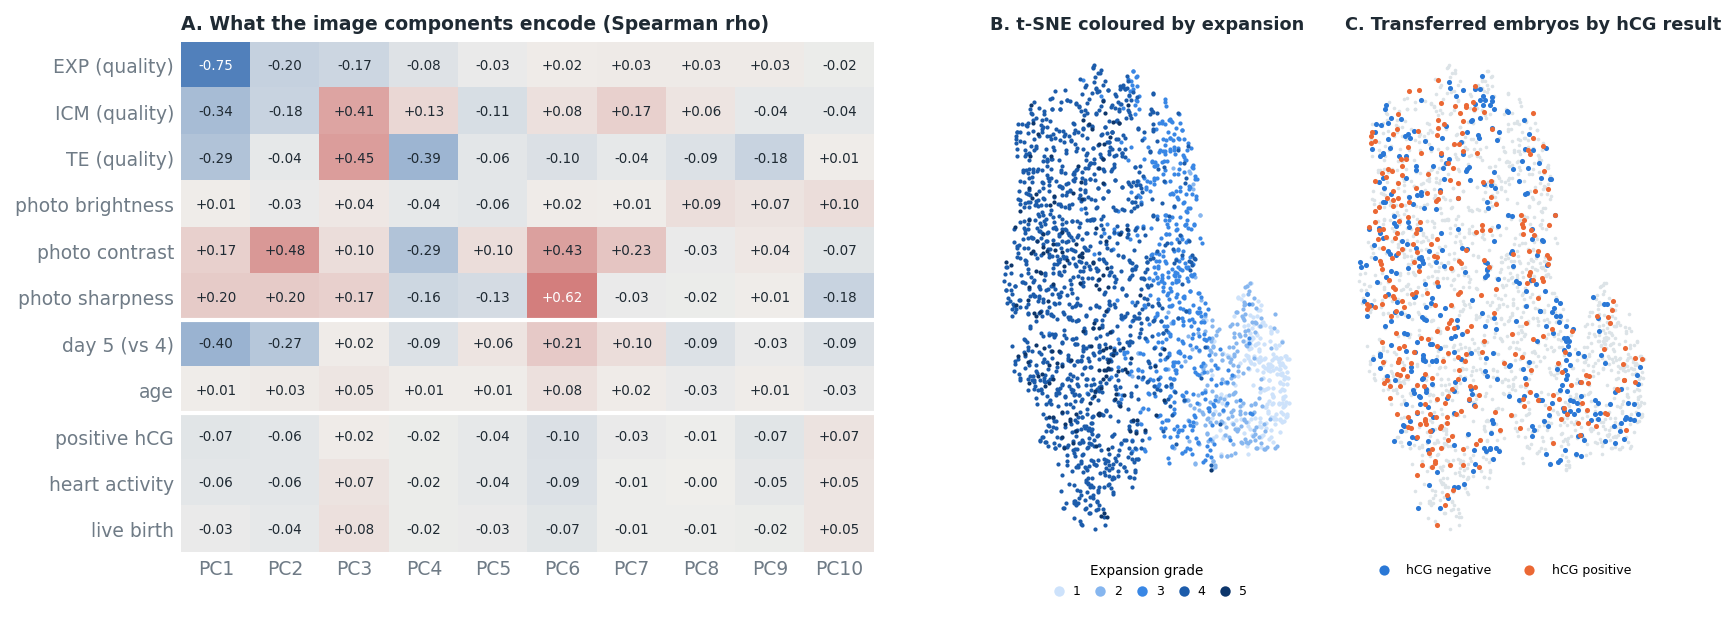 A. What the image components encode (Spearman rho)
EXP (quality) -0.75 -0.20 -0.17 -0.08 -0.03 +0.02 +0.03 +0.03 +0.03 -0.02
ICM (quality) -0.34 -0.18 +0.41 +0.13 -0.11 +0.08 +0.17 +0.06 -0.04 -0.04
TE (quality) -0.29 -0.04 +0.45 -0.39 -0.06 -0.10 -0.04 -0.09 -0.18 +0.01
photo brightness +0.01 -0.03 +0.04 -0.04 -0.06 +0.02 +0.01 +0.09 +0.07 +0.10
photo contrast +0.17 +0.48 +0.10 -0.29 +0.10 +0.43 +0.23 -0.03 +0.04 -0.07
photo sharpness +0.20 +0.20 +0.17 -0.16 -0.13 +0.62 -0.03 -0.02 +0.01 -0.18
day 5 (vs 4) -0.40 -0.27 +0.02 -0.09 +0.06 +0.21 +0.10 -0.09 -0.03 -0.09
age +0.01 +0.03 +0.05 +0.01 +0.01 +0.08 +0.02 -0.03 +0.01 -0.03
positive hCG -0.07 -0.06 +0.02 -0.02 -0.04 -0.10 -0.03 -0.01 -0.07 +0.07
heart activity -0.06 -0.06 +0.07 -0.02 -0.04 -0.09 -0.01 -0.00 -0.05 +0.05
live birth -0.03 -0.04 +0.08 -0.02 -0.03 -0.07 -0.01 -0.01 -0.02 +0.05
PC1 PC2 PC3 PC4 PC5 PC6 PC7 PC8 PC9 PC10
B. t-SNE coloured by expansion
Expansion grade
1 2 3 4 5
C. Transferred embryos by hCG result
hCG negative hCG positive